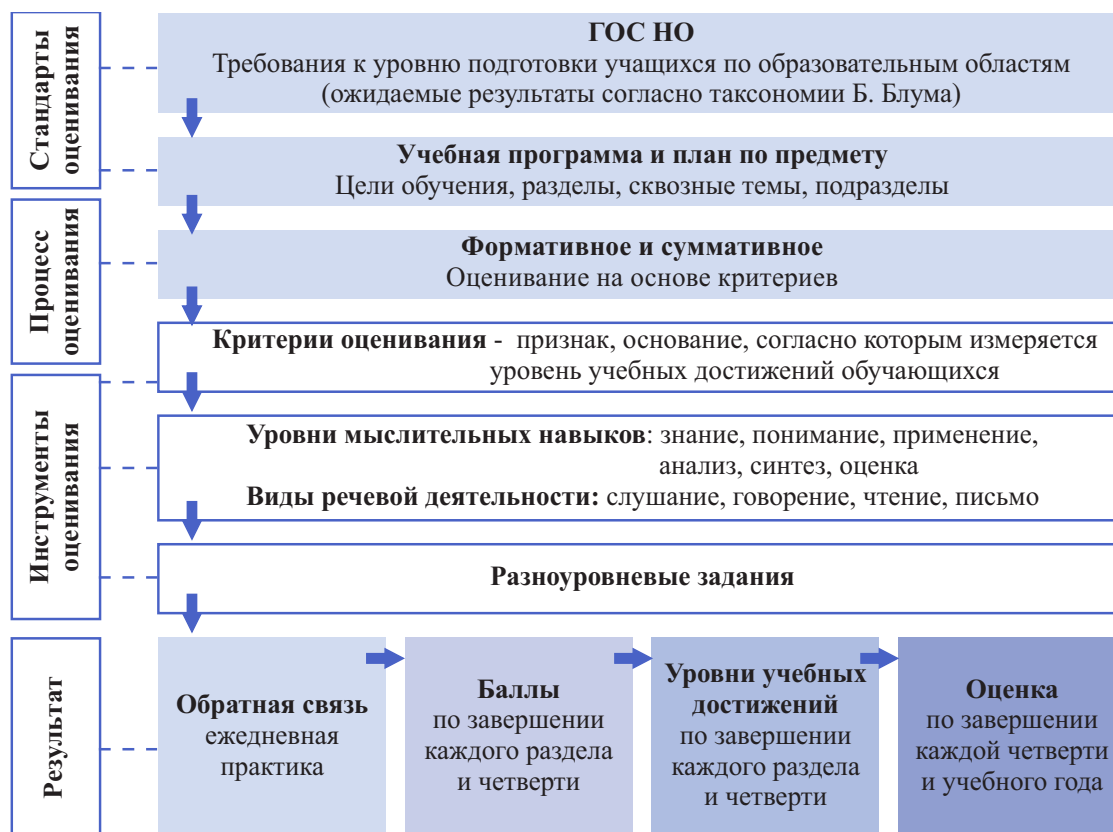 Стандарты
оценивания
ГОС НО
Требования к уровню подготовки учащихся по образовательным областям
(ожидаемые результаты согласно таксономии Б. Блума)
Учебная программа и план по предмету
Цели обучения, разделы, сквозные темы, подразделы
Процесс
оценивания
Формативное и суммативное
Оценивание на основе критериев
Критерии оценивания - признак, основание, согласно которым измеряется
уровень учебных достижений обучающихся
Инструменты
оценивания
Уровни мыслительных навыков: знание, понимание, применение,
анализ, синтез, оценка
Виды речевой деятельности: слушание, говорение, чтение, письмо
Разноуровневые задания
Результат
Обратная связь
ежедневная
практика
Баллы
по завершении
каждого раздела
и четверти
Уровни учебных
достижений
по завершении
каждого раздела
и четверти
Оценка
по завершении
каждой четверти
и учебного года